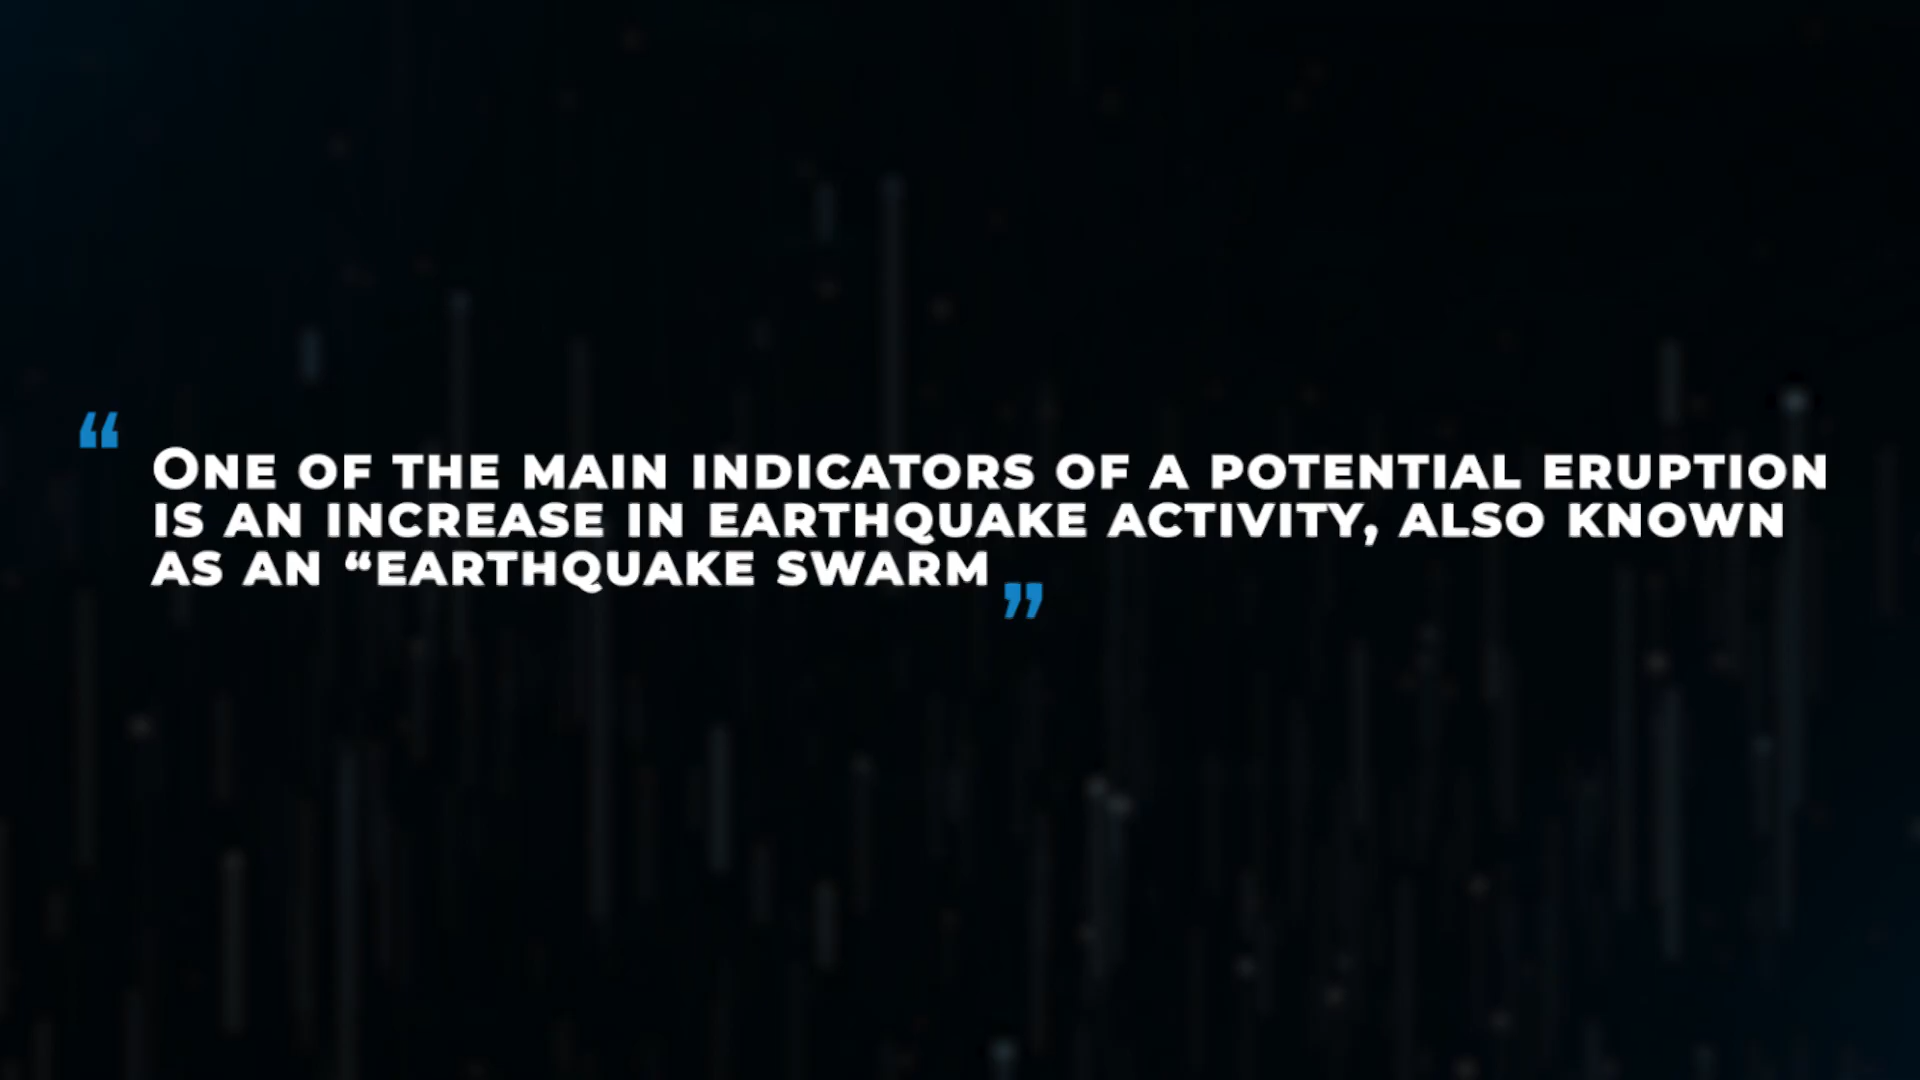 “ One of the main indicators of a potential eruption
is an increase in earthquake activity, also known
as an “earthquake swarm ”